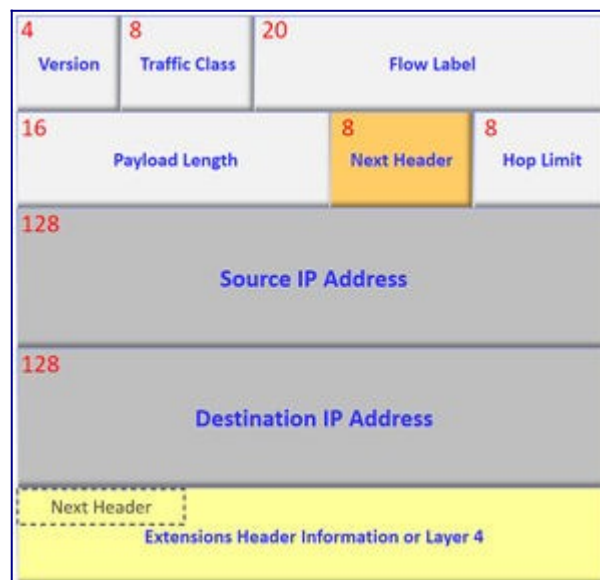 4 8 20
Version Traffic Class Flow Label
16 8 8
Payload Length Next Header Hop Limit
128
Source IP Address
128
Destination IP Address
Next Header
Extensions Header Information or Layer 4